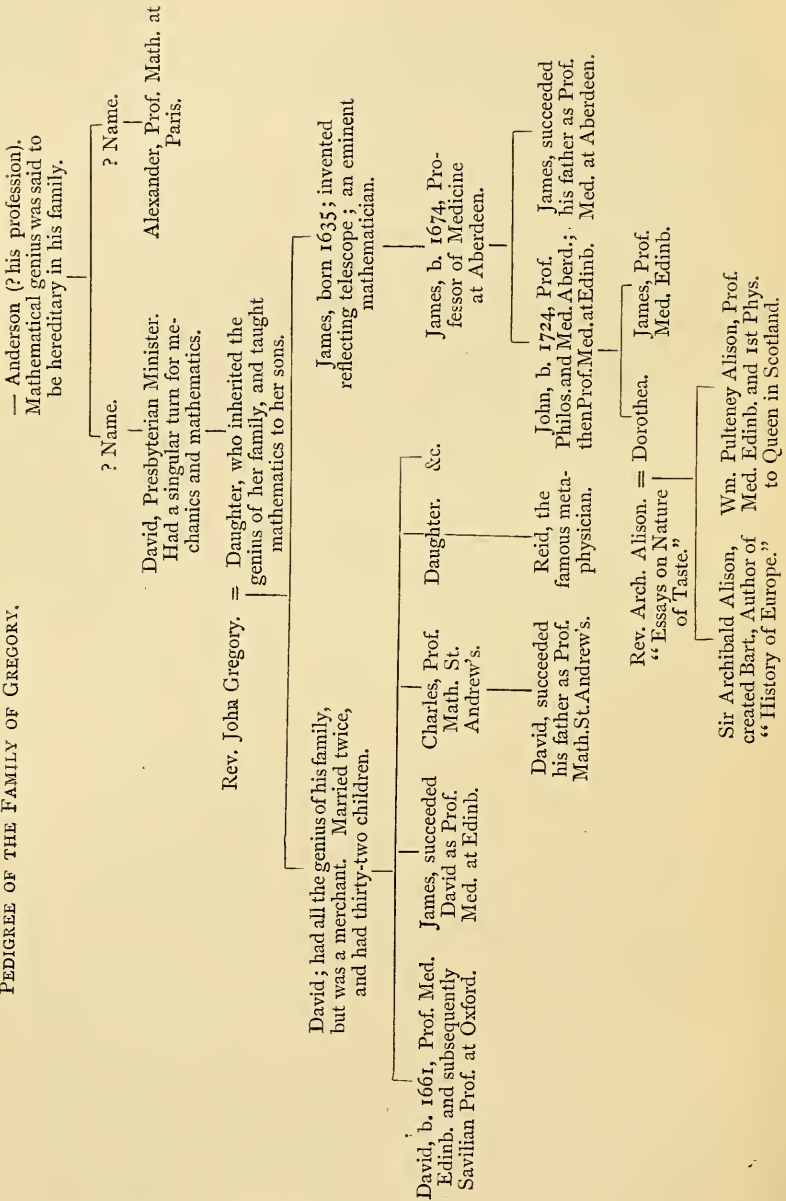 PEDIGREE OF THE FAMILY OF GREGORY.
— Anderson (? his profession).
Mathematical genius was said to
be hereditary in his family.
? Name.
? Name.
David, Presbyterian Minister.
Had a singular turn for me-
chanics and mathematics.
Alexander, Prof. Math. at
Paris.
Rev. John Gregory. = Daughter, who inherited the
genius of her family, and taught
mathematics to her sons.
David; had all the genius of his family,
but was a merchant. Married twice,
and had thirty-two children.
James, born 1635; invented
reflecting telescope; an eminent
mathematician.
David, b. 1661, Prof. Med.
Edinb. and subsequently
Savilian Prof. at Oxford.
James, succeeded
David as Prof.
Med. at Edinb.
Charles, Prof.
Math. St.
Andrew's.
Daughter. &c.
James, b. 1674, Pro-
fessor of Medicine
at Aberdeen.
David, succeeded
his father as Prof.
Math.St.Andrew's.
Reid, the
famous meta-
physician.
John, b. 1724, Prof.
Philos.and Med.Aberd.;
thenProf.Med.atEdinb.
James, succeeded
his father as Prof.
Med. at Aberdeen.
Rev. Arch. Alison. = Dorothea.
"Essays on Nature
of Taste."
James, Prof.
Med. Edinb.
Sir Archibald Alison,
created Bart., Author of
"History of Europe."
Wm. Pulteney Alison, Prof.
Med. Edinb. and 1st Phys.
to Queen in Scotland.